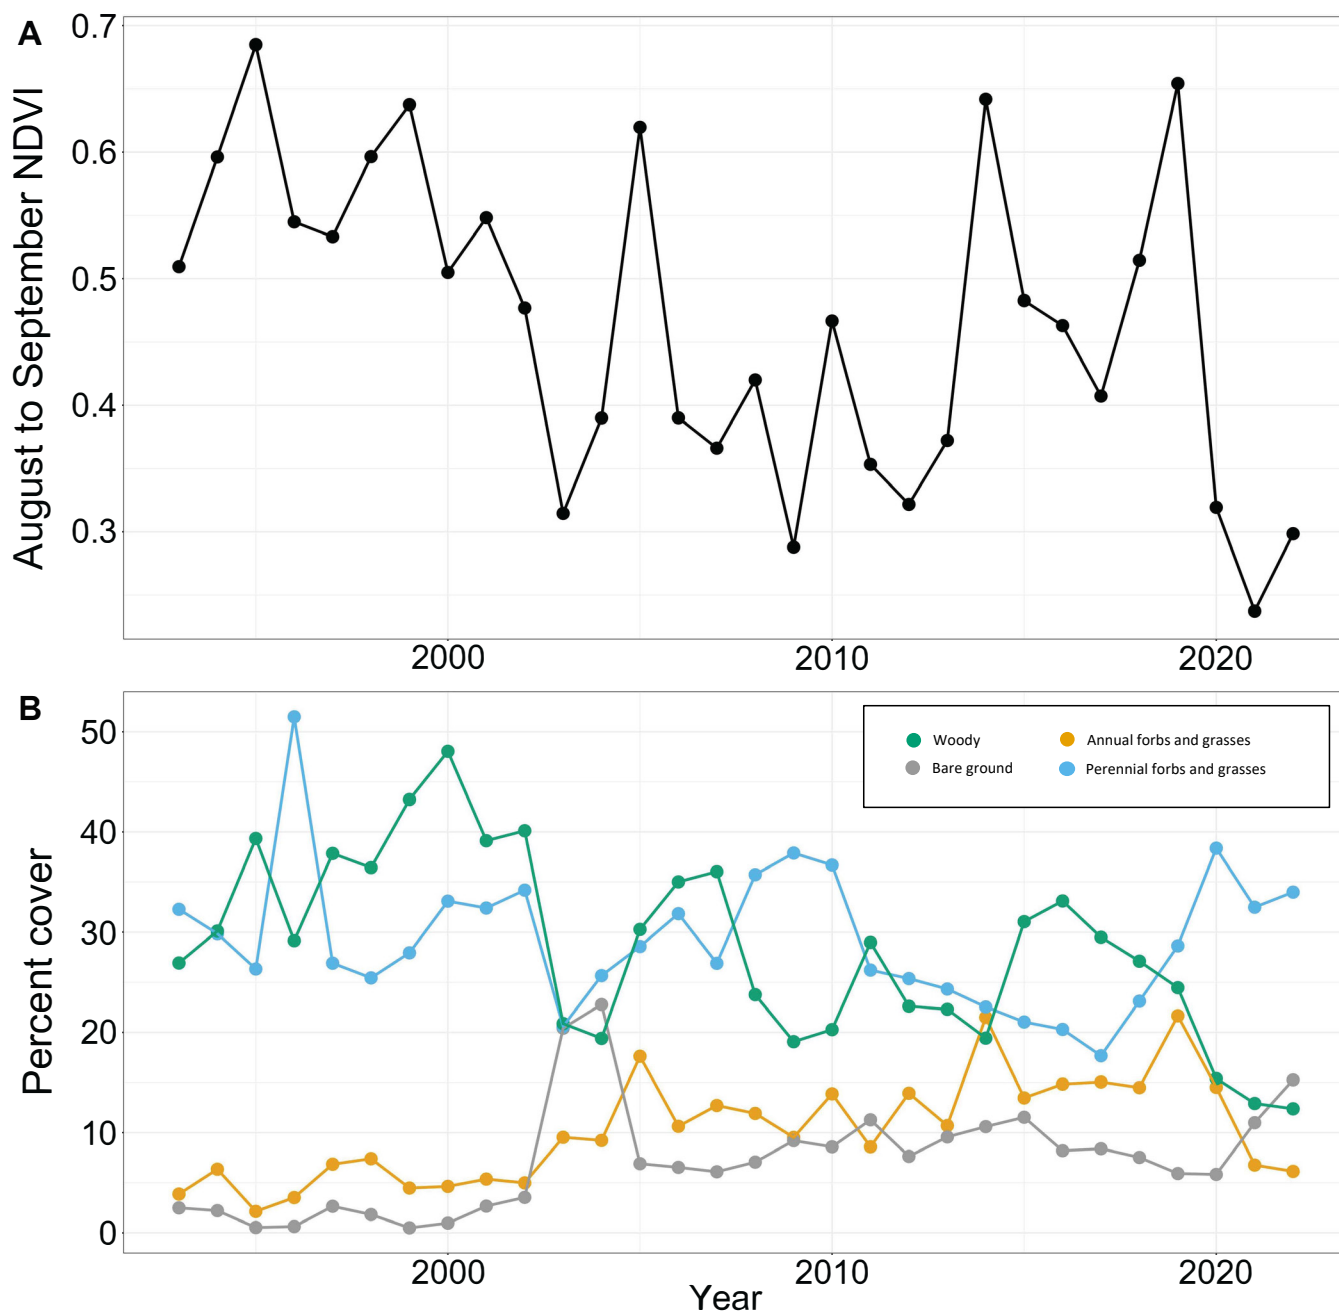 A
August to September NDVI
0.7
0.6
0.5
0.4
0.3
2000 2010 2020
B
Percent cover
50
40
30
20
10
0
Woody Annual forbs and grasses
Bare ground Perennial forbs and grasses
2000 2010 2020
Year